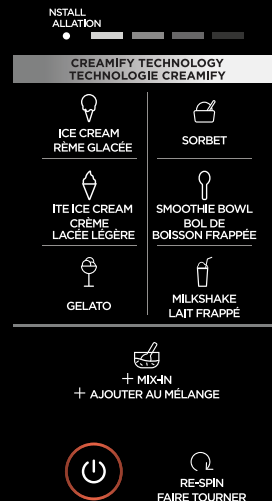 NSTALL
ALLATION
CREAMIFY TECHNOLOGY
TECHNOLOGIE CREAMIFY
ICE CREAM
RÈME GLACÉE
SORBET
ITE ICE CREAM
CRÈME
LACÉE LÉGÈRE
SMOOTHIE BOWL
BOL DE
BOISSON FRAPPÉE
GELATO
MILKSHAKE
LAIT FRAPPÉ
+ MIX-IN
+ AJOUTER AU MÉLANGE
RE-SPIN
FAIRE TOURNER